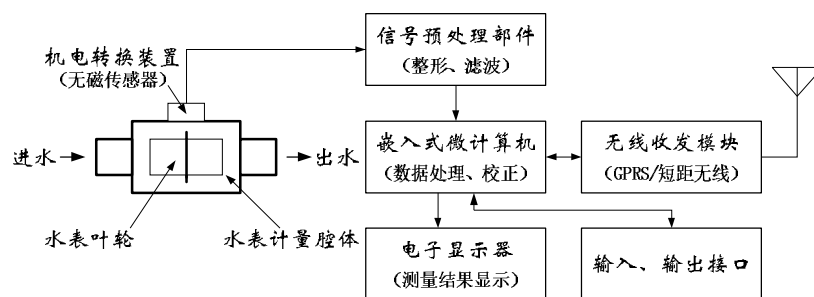 机电转换装置
(无磁传感器)
信号预处理部件
(整形、滤波)
进水
出水
嵌入式微计算机
(数据处理、校正)
无线收发模块
(GPRS/短距无线)
水表叶轮
水表计量腔体
电子显示器
(测量结果显示)
输入、输出接口